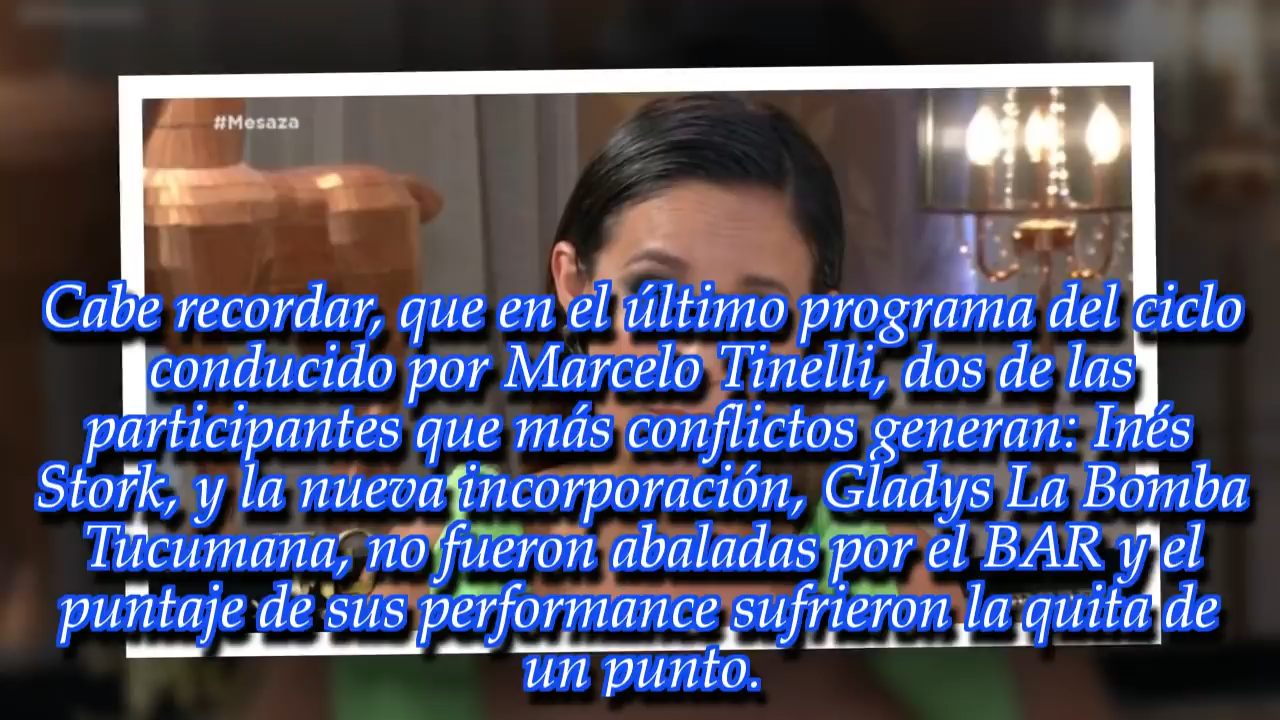 #Mesaza
Cabe recordar, que en el último programa del ciclo
conducido por Marcelo Tinelli, dos de las
participantes que más conflictos generan: Inés
Stork, y la nueva incorporación, Gladys La Bomba
Tucumana, no fueron abaladas por el BAR y el
puntaje de sus performance sufrieron la quita de
un punto.